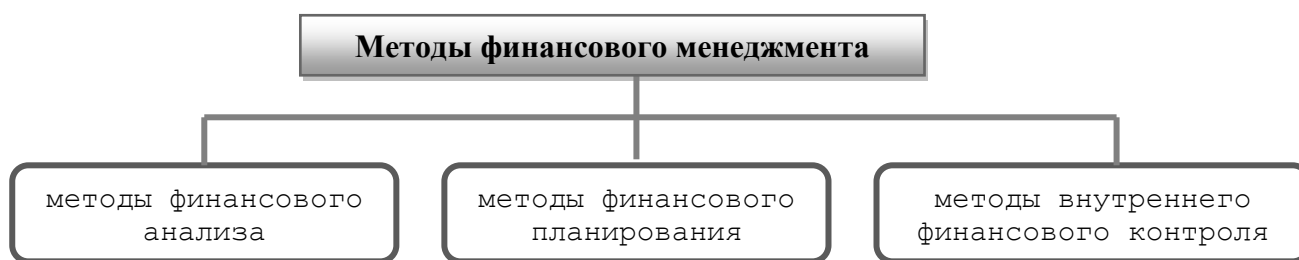 Методы финансового менеджмента
методы финансового
анализа
методы финансового
планирования
методы внутреннего
финансового контроля